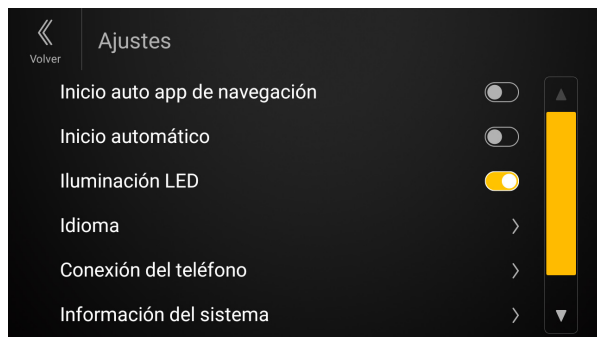 Volver
Ajustes
Inicio auto app de navegación
Inicio automático
Iluminación LED
Idioma
Conexión del teléfono
Información del sistema